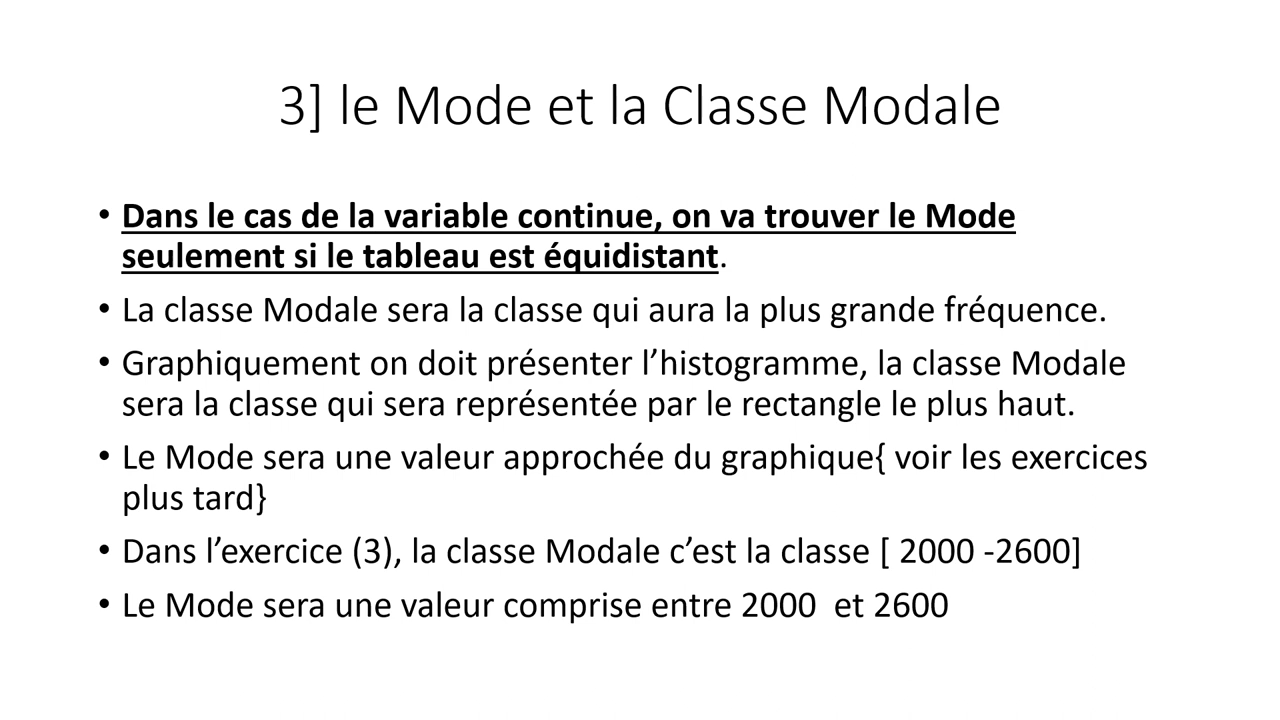 3] le Mode et la Classe Modale
• Dans le cas de la variable continue, on va trouver le Mode
seulement si le tableau est équidistant.
• La classe Modale sera la classe qui aura la plus grande fréquence.
• Graphiquement on doit présenter l’histogramme, la classe Modale
sera la classe qui sera représentée par le rectangle le plus haut.
• Le Mode sera une valeur approchée du graphique{ voir les exercices
plus tard}
• Dans l’exercice (3), la classe Modale c’est la classe [ 2000 -2600]
• Le Mode sera une valeur comprise entre 2000  et 2600